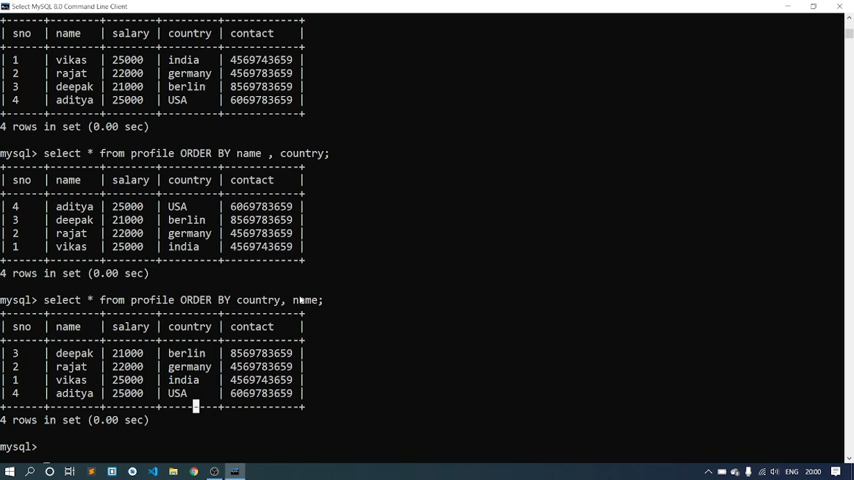 Select MySQL 8.0 Command Line Client
+------+--------+--------+---------+------------+
| sno  | name   | salary | country | contact    |
+------+--------+--------+---------+------------+
| 1    | vikas  | 25000  | india   | 4569743659 |
| 2    | rajat  | 22000  | germany | 4569783659 |
| 3    | deepak | 21000  | berlin  | 8569783659 |
| 4    | aditya | 25000  | USA     | 6069783659 |
+------+--------+--------+---------+------------+
4 rows in set (0.00 sec)
mysql> select * from profile ORDER BY name , country;
+------+--------+--------+---------+------------+
| sno  | name   | salary | country | contact    |
+------+--------+--------+---------+------------+
| 4    | aditya | 25000  | USA     | 6069783659 |
| 3    | deepak | 21000  | berlin  | 8569783659 |
| 2    | rajat  | 22000  | germany | 4569783659 |
| 1    | vikas  | 25000  | india   | 4569743659 |
+------+--------+--------+---------+------------+
4 rows in set (0.00 sec)
mysql> select * from profile ORDER BY country, name;
+------+--------+--------+---------+------------+
| sno  | name   | salary | country | contact    |
+------+--------+--------+---------+------------+
| 3    | deepak | 21000  | berlin  | 8569783659 |
| 2    | rajat  | 22000  | germany | 4569783659 |
| 1    | vikas  | 25000  | india   | 4569743659 |
| 4    | aditya | 25000  | USA     | 6069783659 |
+------+--------+--------+---------+------------+
4 rows in set (0.00 sec)
mysql>
ENG 20:00